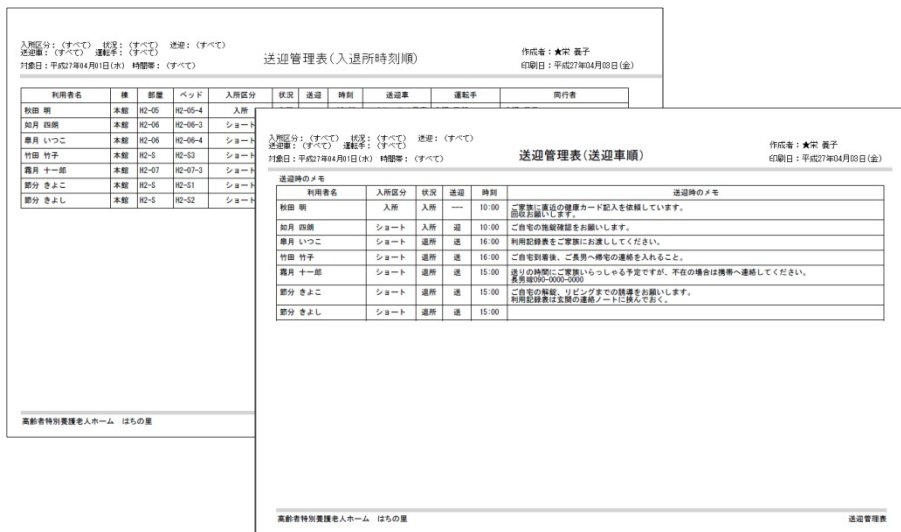 入所区分：（すべて） 状況：（すべて） 送迎：（すべて）
送迎車：（すべて） 運転手：（すべて）
対象日：平成27年04月01日(水) 時間帯：（すべて）
送迎管理表(入退所時刻順)
作成者：★栄 養子
印刷日：平成27年04月03日(金)
利用者名 棟 部屋 ベッド 入所区分 状況 送迎 時刻 送迎車 運転手 同行者
秋田 明 本館 H2-05 H2-05-4 入所
如月 四朗 本館 H2-06 H2-06-3 ショート
皐月 いつこ 本館 H2-06 H2-06-4 ショート
竹田 竹子 本館 H2-S H2-S3 ショート
霜月 十一郎 本館 H2-07 H2-07-3 ショート
節分 きよこ 本館 H2-S H2-S1 ショート
節分 きよし 本館 H2-S H2-S2 ショート
高齢者特別養護老人ホーム はちの里
入所区分：（すべて） 状況：（すべて） 送迎：（すべて）
送迎車：（すべて） 運転手：（すべて）
対象日：平成27年04月01日(水) 時間帯：（すべて）
送迎管理表(送迎車順)
作成者：★栄 養子
印刷日：平成27年04月03日(金)
送迎時のメモ
利用者名 入所区分 状況 送迎 時刻 送迎時のメモ
秋田 明 入所 入所 --- 10:00 ご家族に直近の健康カード記入を依頼しています。
回収お願いします。
如月 四朗 ショート 入所 迎 10:00 ご自宅の施錠確認をお願いします。
皐月 いつこ ショート 退所 送 16:00 利用記録表をご家族にお渡ししてください。
竹田 竹子 ショート 退所 送 16:00 ご自宅到着後、ご長男へ帰宅の連絡を入れること。
霜月 十一郎 ショート 退所 送 15:00 送りの時間にご家族いらっしゃる予定ですが、不在の場合は携帯へ連絡してください。
長男嫁090-0000-0000
節分 きよこ ショート 退所 送 15:00 ご自宅の解錠、リビングまでの誘導をお願いします。
利用記録表は玄関の連絡ノートに挟んでおく。
節分 きよし ショート 退所 送 15:00
高齢者特別養護老人ホーム はちの里
送迎管理表